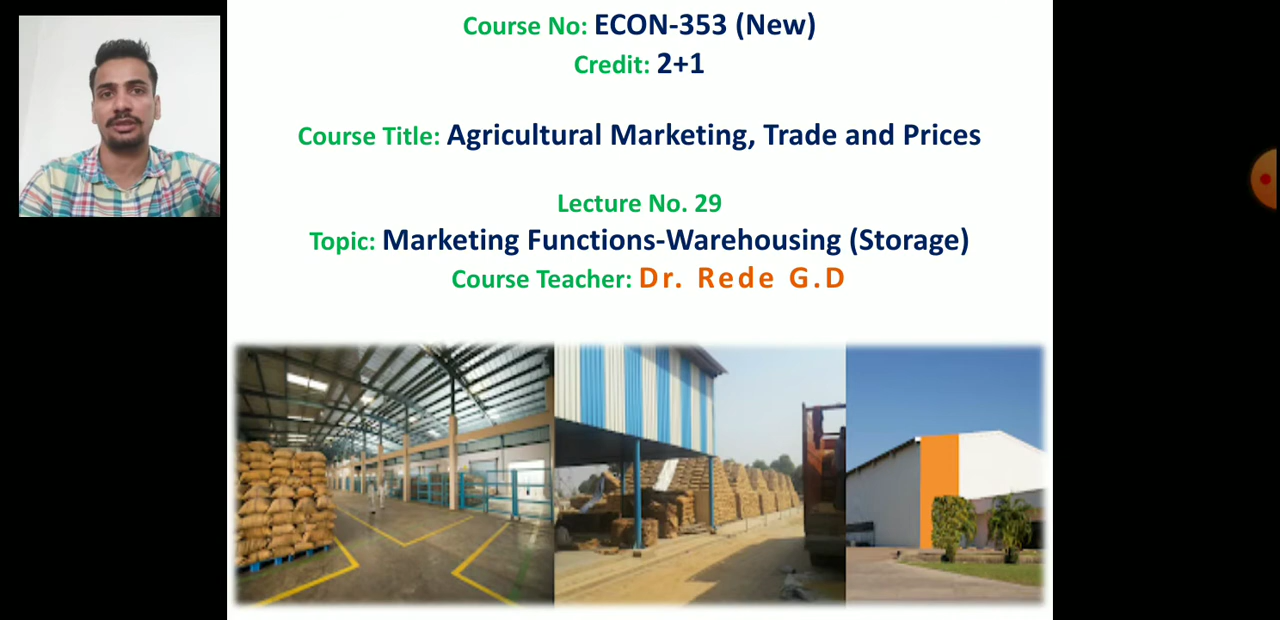 Course No: ECON-353 (New)
Credit: 2+1
Course Title: Agricultural Marketing, Trade and Prices
Lecture No. 29
Topic: Marketing Functions-Warehousing (Storage)
Course Teacher: Dr. Rede G.D